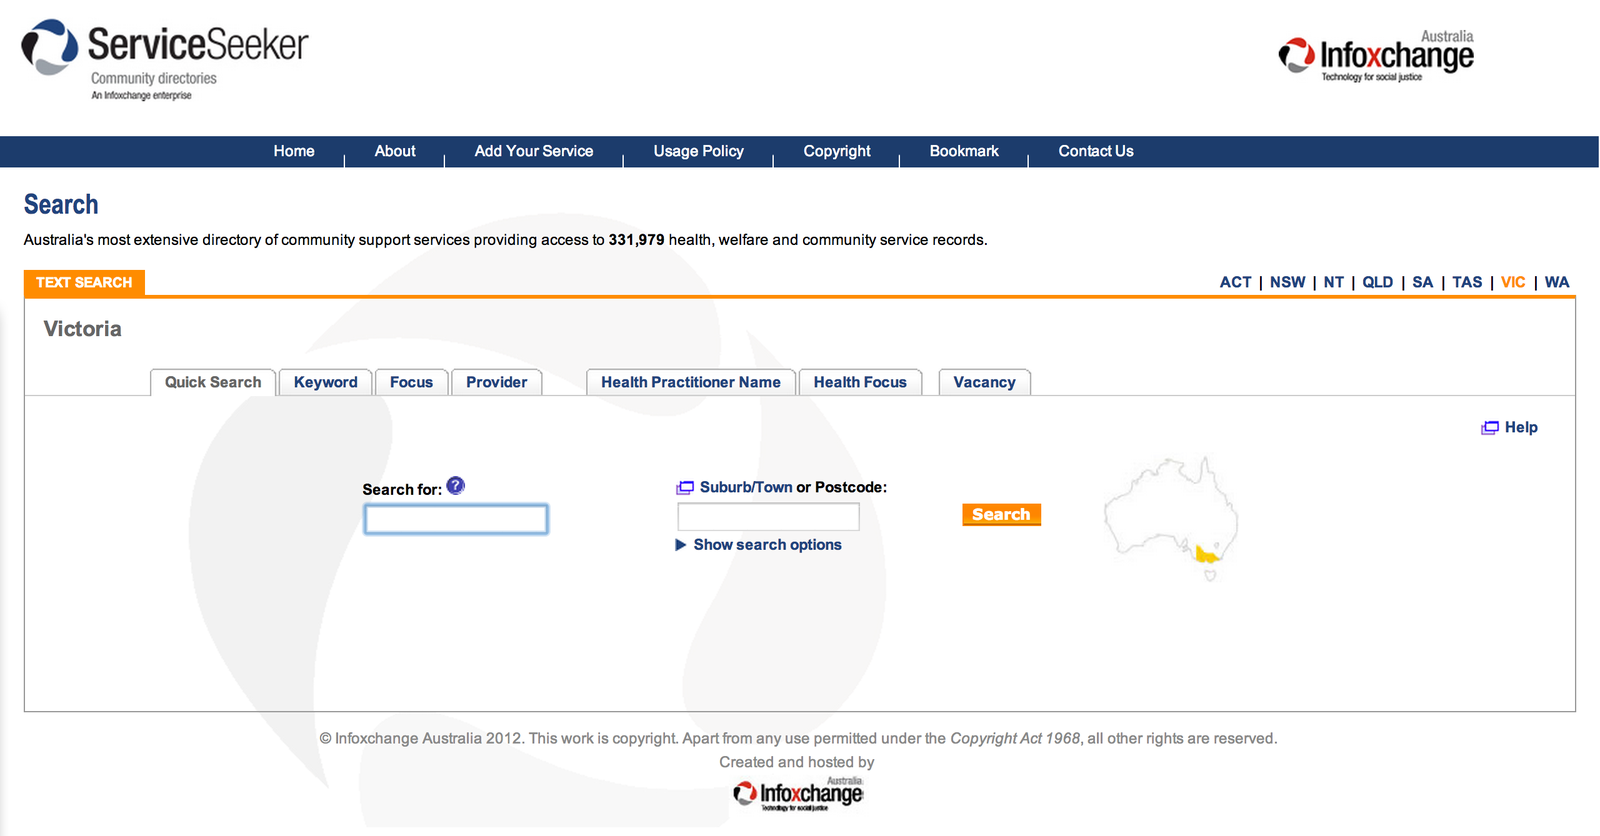 ServiceSeeker
Community directories
An Infoxchange enterprise
Australia
Infoxchange
Technology for social justice
Home About Add Your Service Usage Policy Copyright Bookmark Contact Us
Search
Australia's most extensive directory of community support services providing access to 331,979 health, welfare and community service records.
TEXT SEARCH
ACT | NSW | NT | QLD | SA | TAS | VIC | WA
Victoria
Quick Search Keyword Focus Provider Health Practitioner Name Health Focus Vacancy
Help
Search for: ?
Suburb/Town or Postcode:
Search
Show search options
© Infoxchange Australia 2012. This work is copyright. Apart from any use permitted under the Copyright Act 1968, all other rights are reserved.
Created and hosted by
Australia
Infoxchange
Technology for social justice